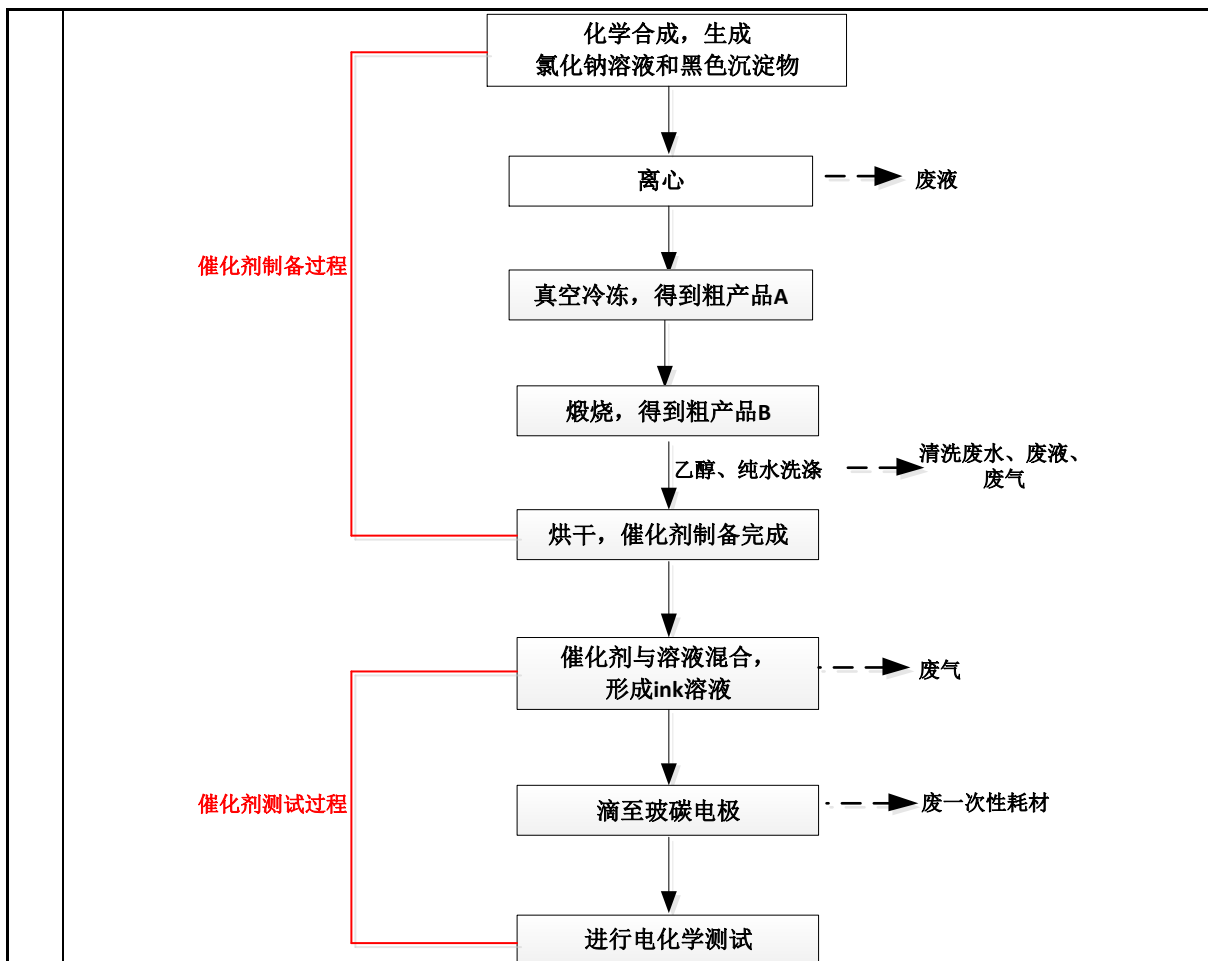 化学合成，生成
氯化钠溶液和黑色沉淀物
离心
废液
催化剂制备过程
真空冷冻，得到粗产品A
煅烧，得到粗产品B
乙醇、纯水洗涤
清洗废水、废液、
废气
烘干，催化剂制备完成
催化剂与溶液混合，
形成ink溶液
废气
催化剂测试过程
滴至玻碳电极
废一次性耗材
进行电化学测试